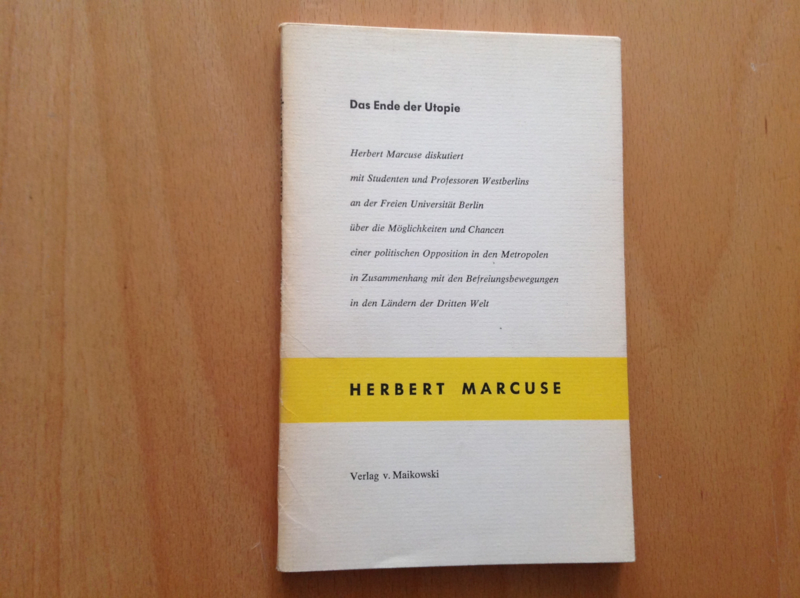 Das Ende der Utopie
Herbert Marcuse diskutiert
mit Studenten und Professoren Westberlins
an der Freien Universität Berlin
über die Möglichkeiten und Chancen
einer politischen Opposition in den Metropolen
in Zusammenhang mit den Befreiungsbewegungen
in den Ländern der Dritten Welt
HERBERT MARCUSE
Verlag v. Maikowski